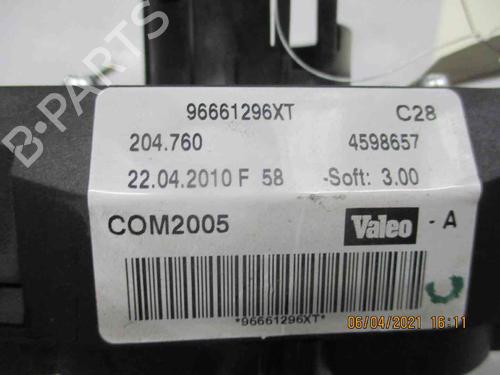 B-PARTS
96661296XT C28
204.760 4598657
22.04.2010 F 58 -Soft: 3.00
COM2005 Valeo - A
*96661296XT*
06/04/2021 16:11